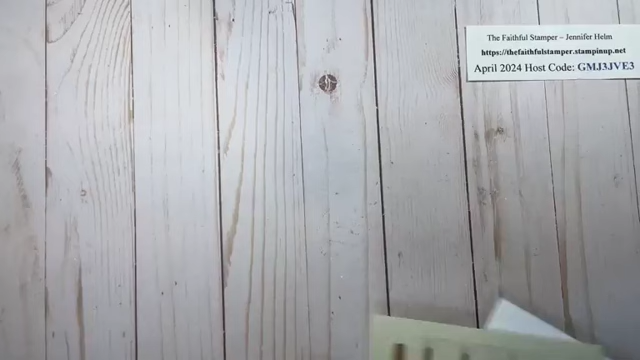 The Faithful Stamper – Jennifer Helm
https://thefaithfulstamper.stampinup.net
April 2024 Host Code: GMJ3JVE3